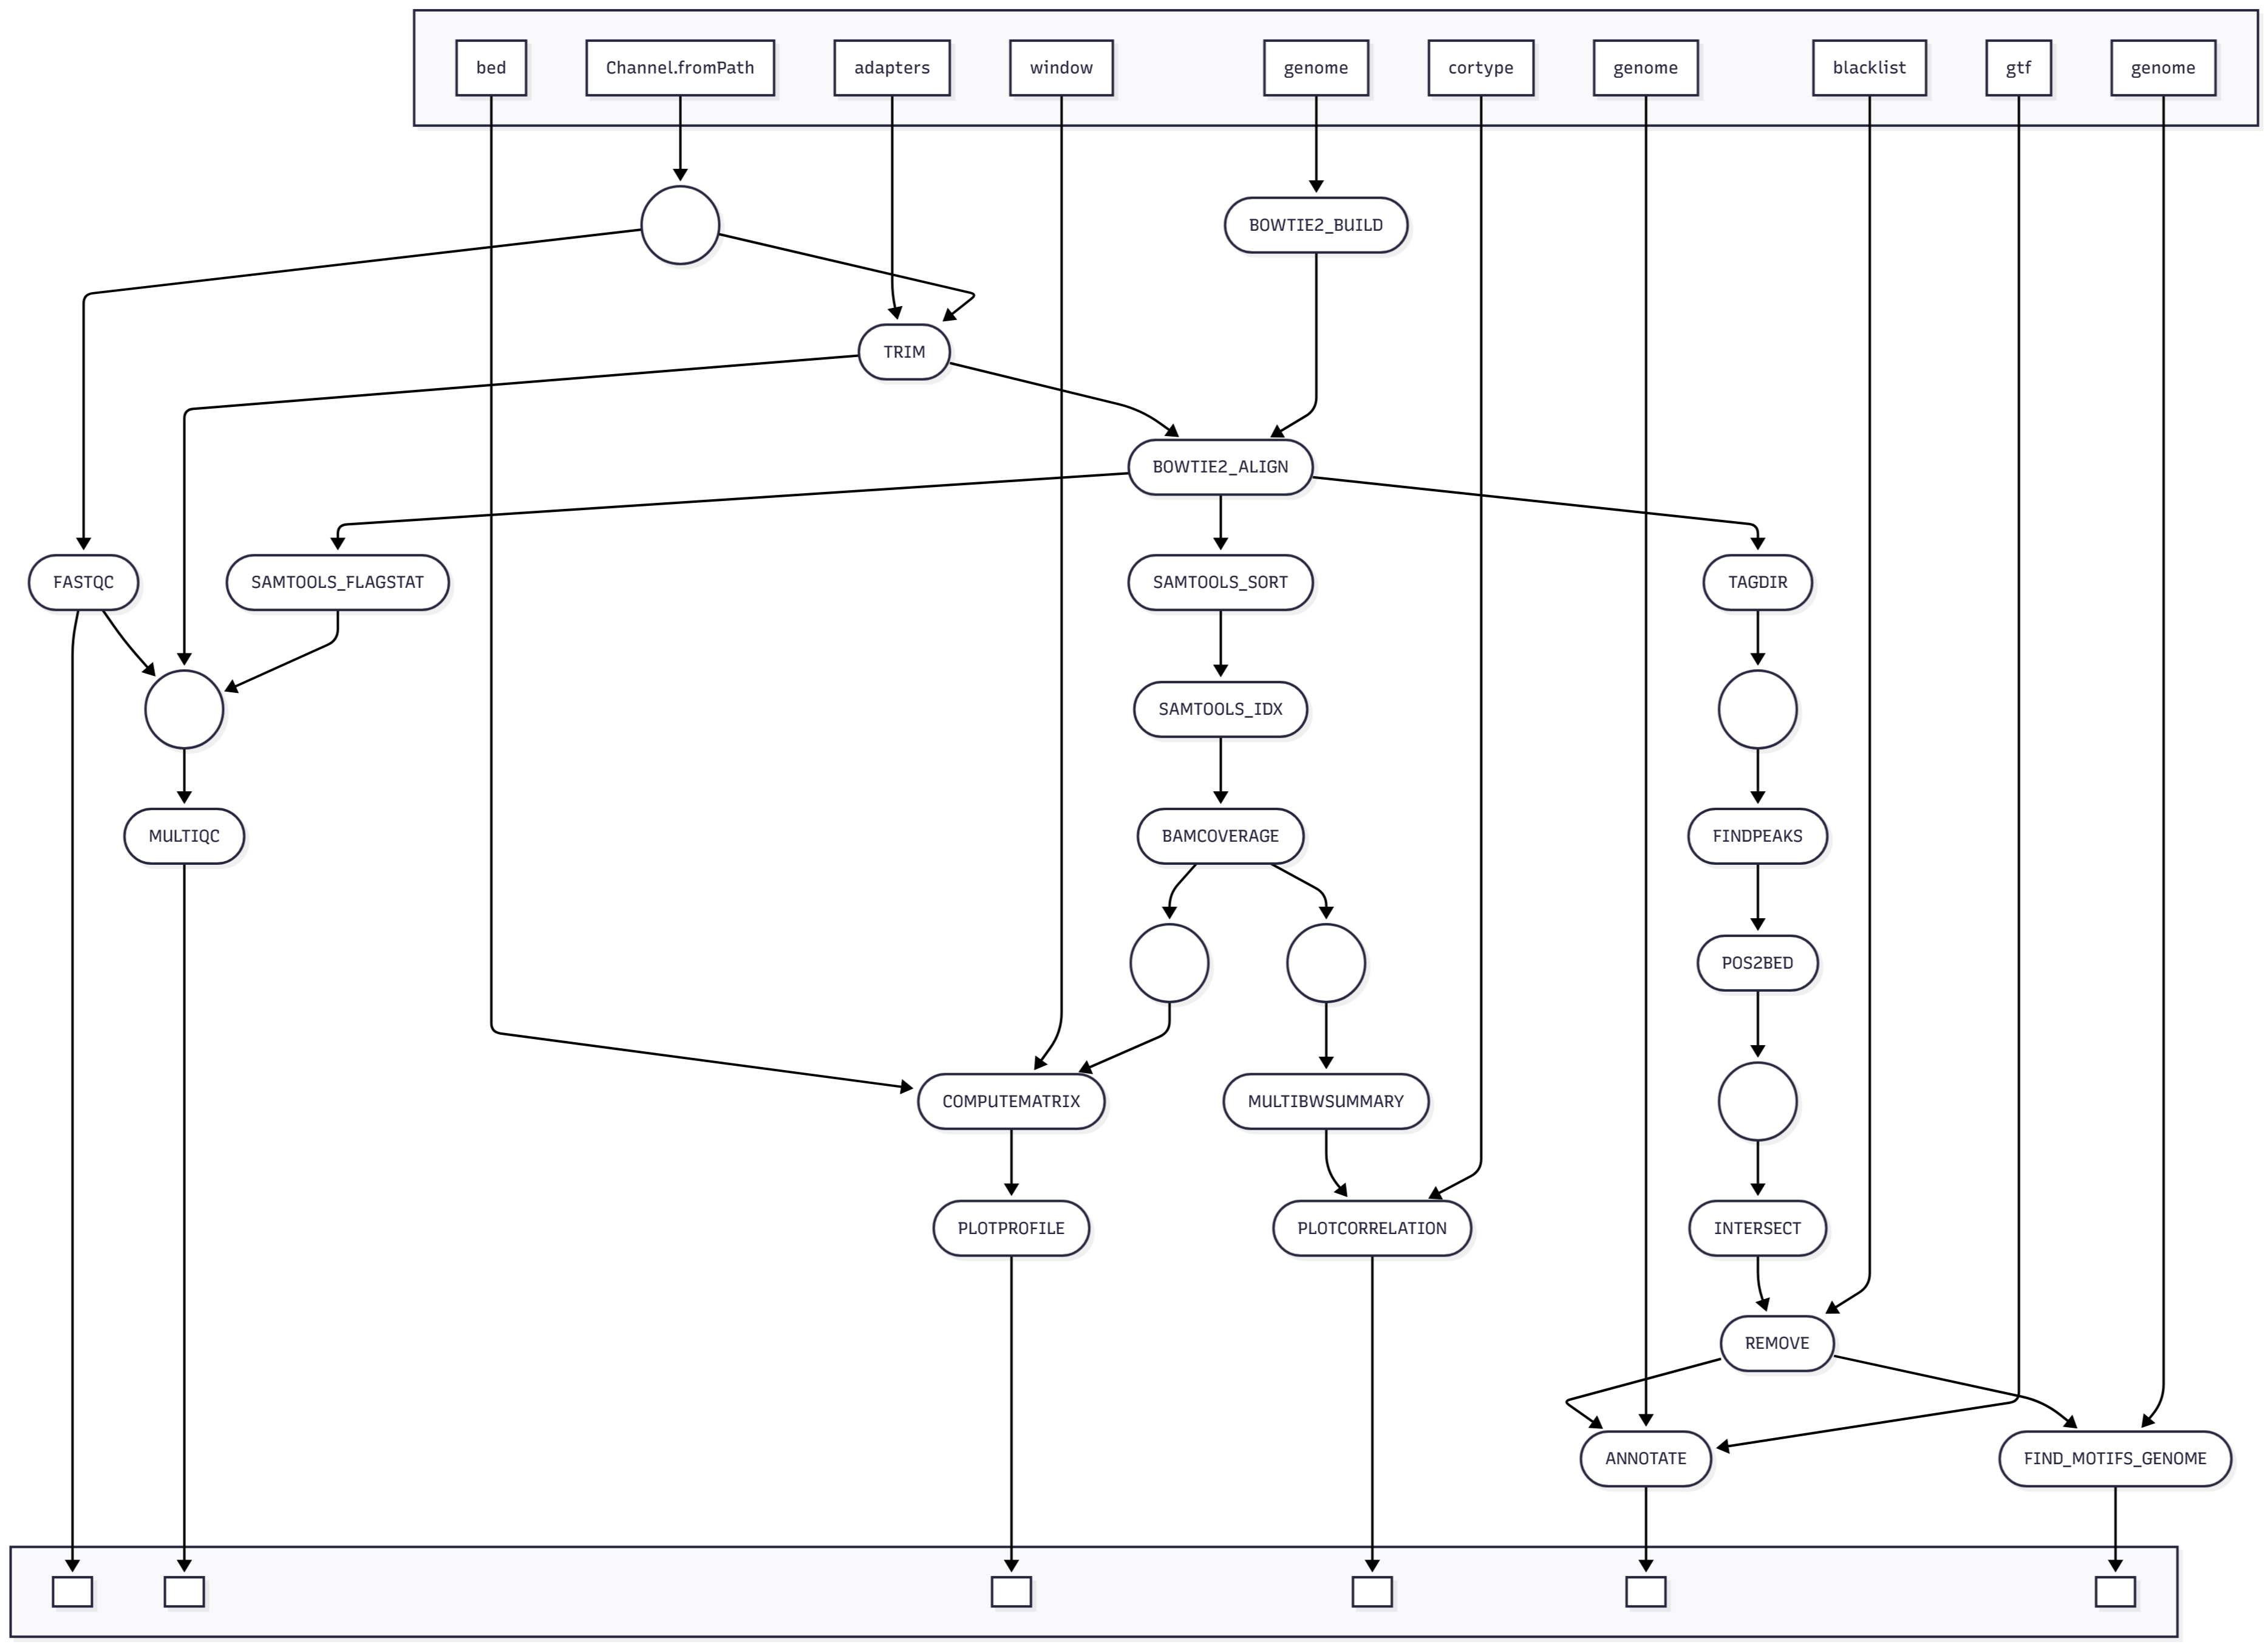 bed
Channel.fromPath
adapters
window
genome
cortype
genome
blacklist
gtf
genome
BOWTIE2_BUILD
TRIM
BOWTIE2_ALIGN
FASTQC
SAMTOOLS_FLAGSTAT
SAMTOOLS_SORT
TAGDIR
SAMTOOLS_IDX
MULTIQC
BAMCOVERAGE
FINDPEAKS
POS2BED
COMPUTEMATRIX
MULTIBWSUMMARY
PLOTPROFILE
PLOTCORRELATION
INTERSECT
REMOVE
ANNOTATE
FIND_MOTIFS_GENOME